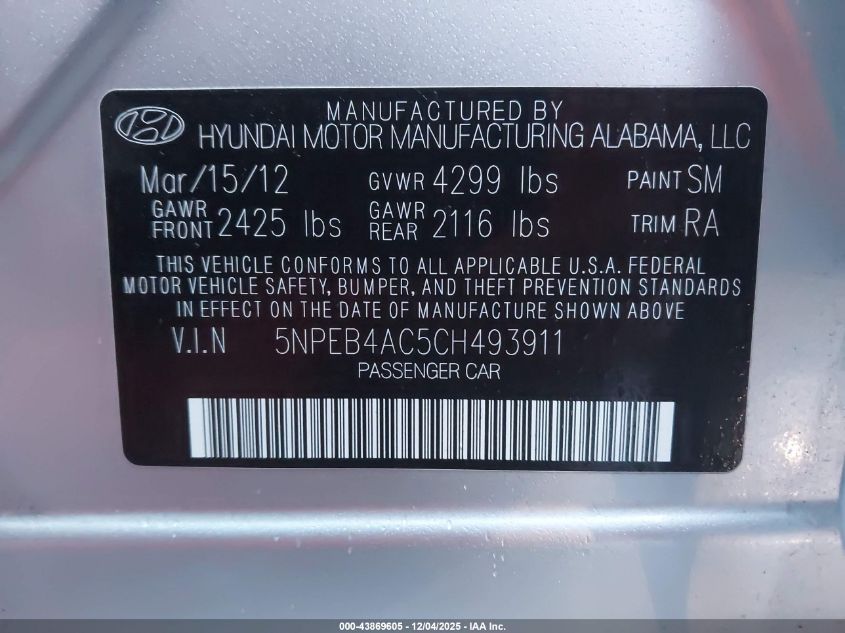 MANUFACTURED BY
HYUNDAI MOTOR MANUFACTURING ALABAMA, LLC
Mar/15/12 GVWR 4299 lbs PAINT SM
GAWR FRONT 2425 lbs GAWR REAR 2116 lbs TRIM RA
THIS VEHICLE CONFORMS TO ALL APPLICABLE U.S.A. FEDERAL
MOTOR VEHICLE SAFETY, BUMPER, AND THEFT PREVENTION STANDARDS
IN EFFECT ON THE DATE OF MANUFACTURE SHOWN ABOVE
V.I.N 5NPEB4AC5CH493911
PASSENGER CAR
000-43869605 - 12/04/2025 - IAA Inc.